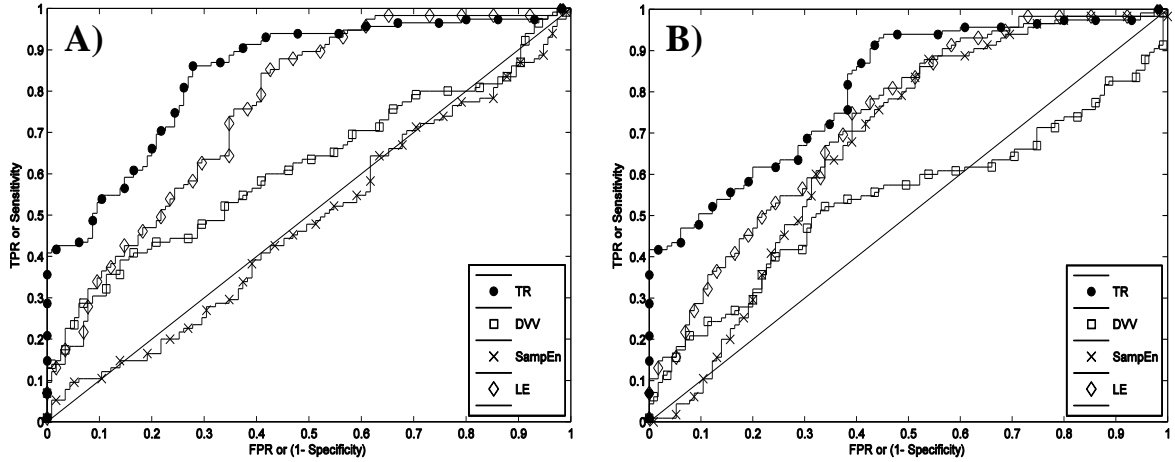 A)
TPR or Sensitivity
1
0.9
0.8
0.7
0.6
0.5
0.4
0.3
0.2
0.1
0
0 0.1 0.2 0.3 0.4 0.5 0.6 0.7 0.8 0.9 1
FPR or (1- Specificity)
TR
DVV
SampEn
LE
B)
TPR or Sensitivity
1
0.9
0.8
0.7
0.6
0.5
0.4
0.3
0.2
0.1
0
0 0.1 0.2 0.3 0.4 0.5 0.6 0.7 0.8 0.9 1
FPR or (1- Specificity)
TR
DVV
SampEn
LE